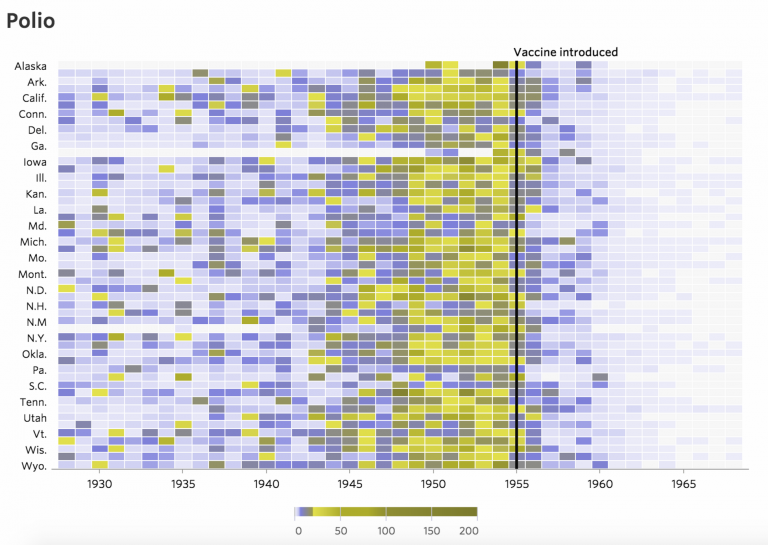 Polio
Vaccine introduced
Alaska
Ark.
Calif.
Conn.
Del.
Ga.
Iowa
Ill.
Kan.
La.
Md.
Mich.
Mo.
Mont.
N.D.
N.H.
N.M
N.Y.
Okla.
Pa.
S.C.
Tenn.
Utah
Vt.
Wis.
Wyo.
1930 1935 1940 1945 1950 1955 1960 1965
0 50 100 150 200